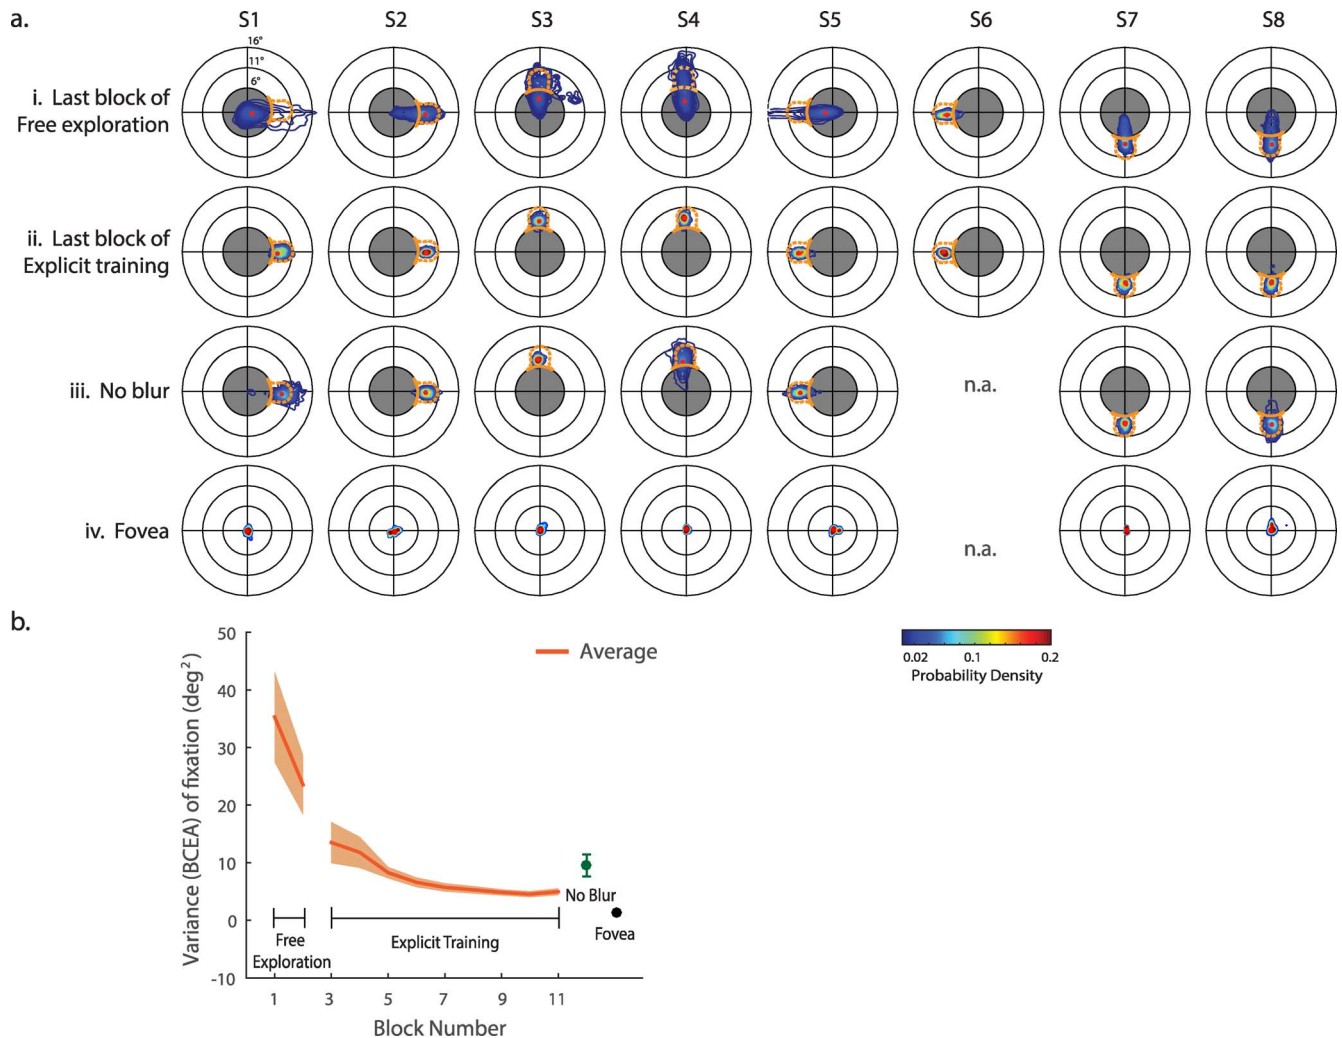 a.
S1 S2 S3 S4 S5 S6 S7 S8
16°
11°
6°
i. Last block of
Free exploration
ii. Last block of
Explicit training
iii. No blur
n.a.
iv. Fovea
n.a.
b.
Variance (BCEA) of fixation (deg²)
50
40
30
20
10
0
-10
Average
0.02 0.1 0.2
Probability Density
No Blur
Fovea
Free
Exploration
Explicit Training
1 3 5 7 9 11
Block Number